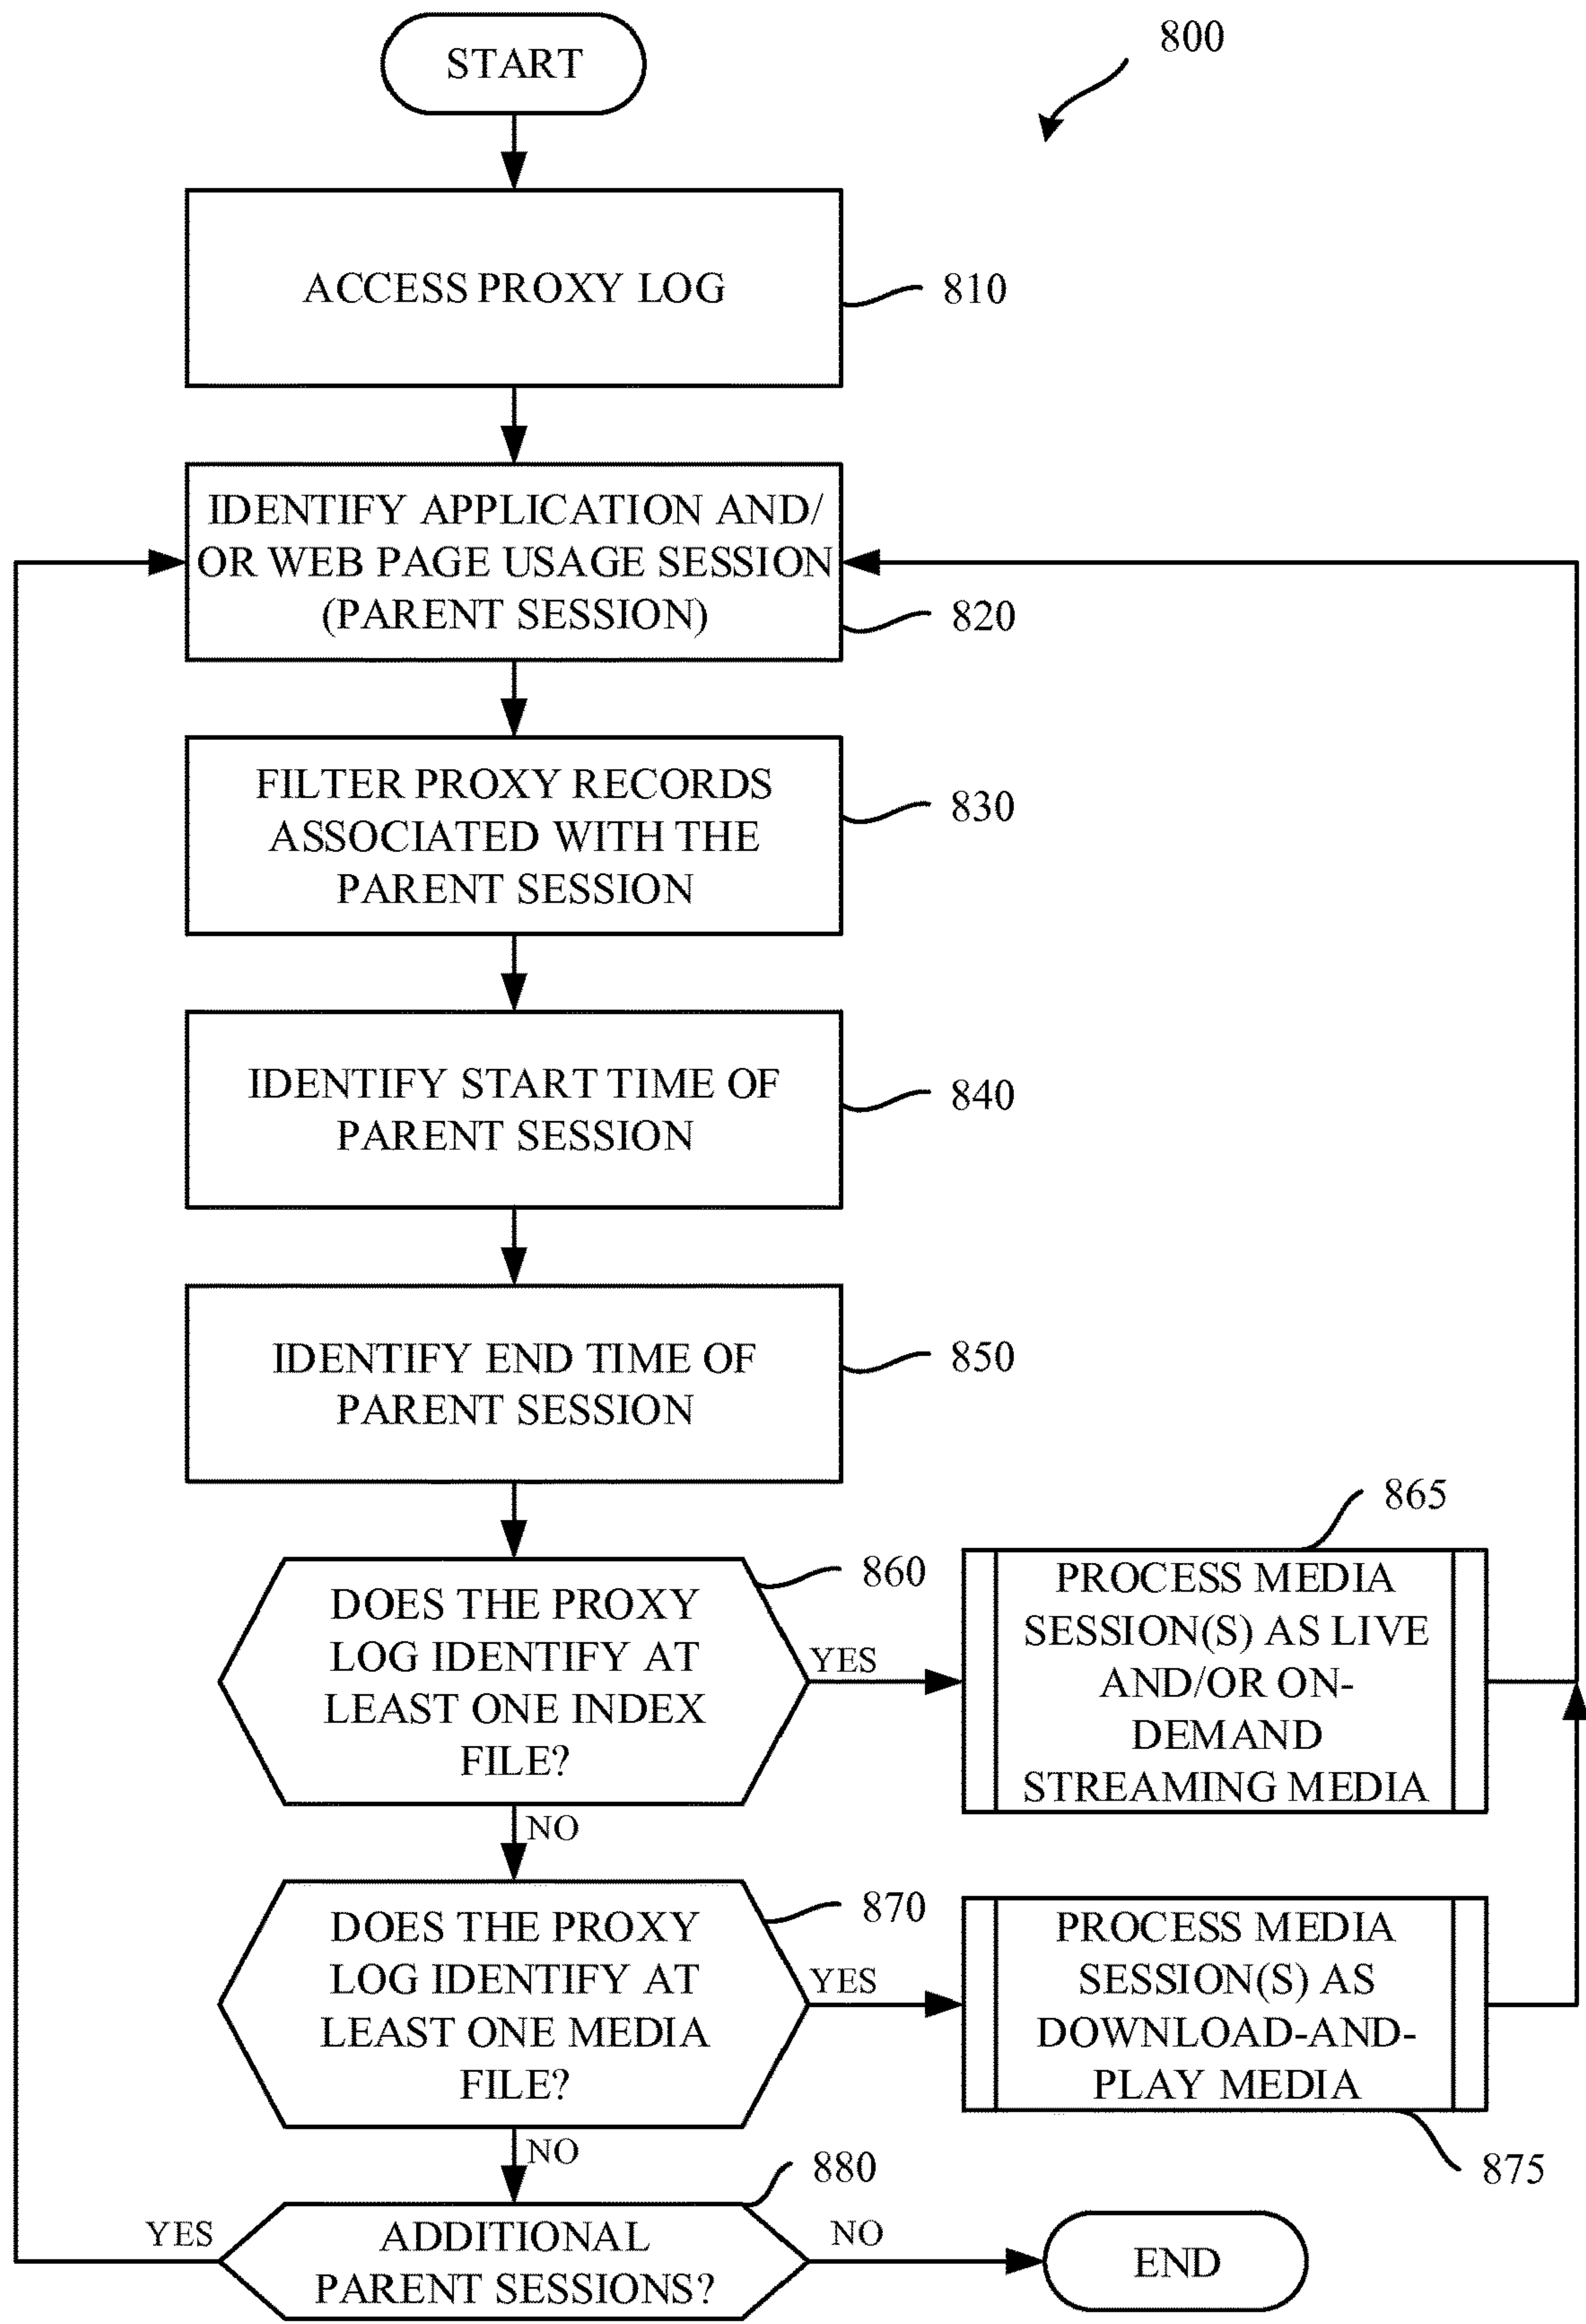 START
800
ACCESS PROXY LOG
810
IDENTIFY APPLICATION AND/
OR WEB PAGE USAGE SESSION
(PARENT SESSION)
820
FILTER PROXY RECORDS
ASSOCIATED WITH THE
PARENT SESSION
830
IDENTIFY START TIME OF
PARENT SESSION
840
IDENTIFY END TIME OF
PARENT SESSION
850
DOES THE PROXY
LOG IDENTIFY AT
LEAST ONE INDEX
FILE?
860
YES
865
PROCESS MEDIA
SESSION(S) AS LIVE
AND/OR ON-
DEMAND
STREAMING MEDIA
NO
DOES THE PROXY
LOG IDENTIFY AT
LEAST ONE MEDIA
FILE?
870
YES
PROCESS MEDIA
SESSION(S) AS
DOWNLOAD-AND-
PLAY MEDIA
875
NO
880
YES
ADDITIONAL
PARENT SESSIONS?
NO
END